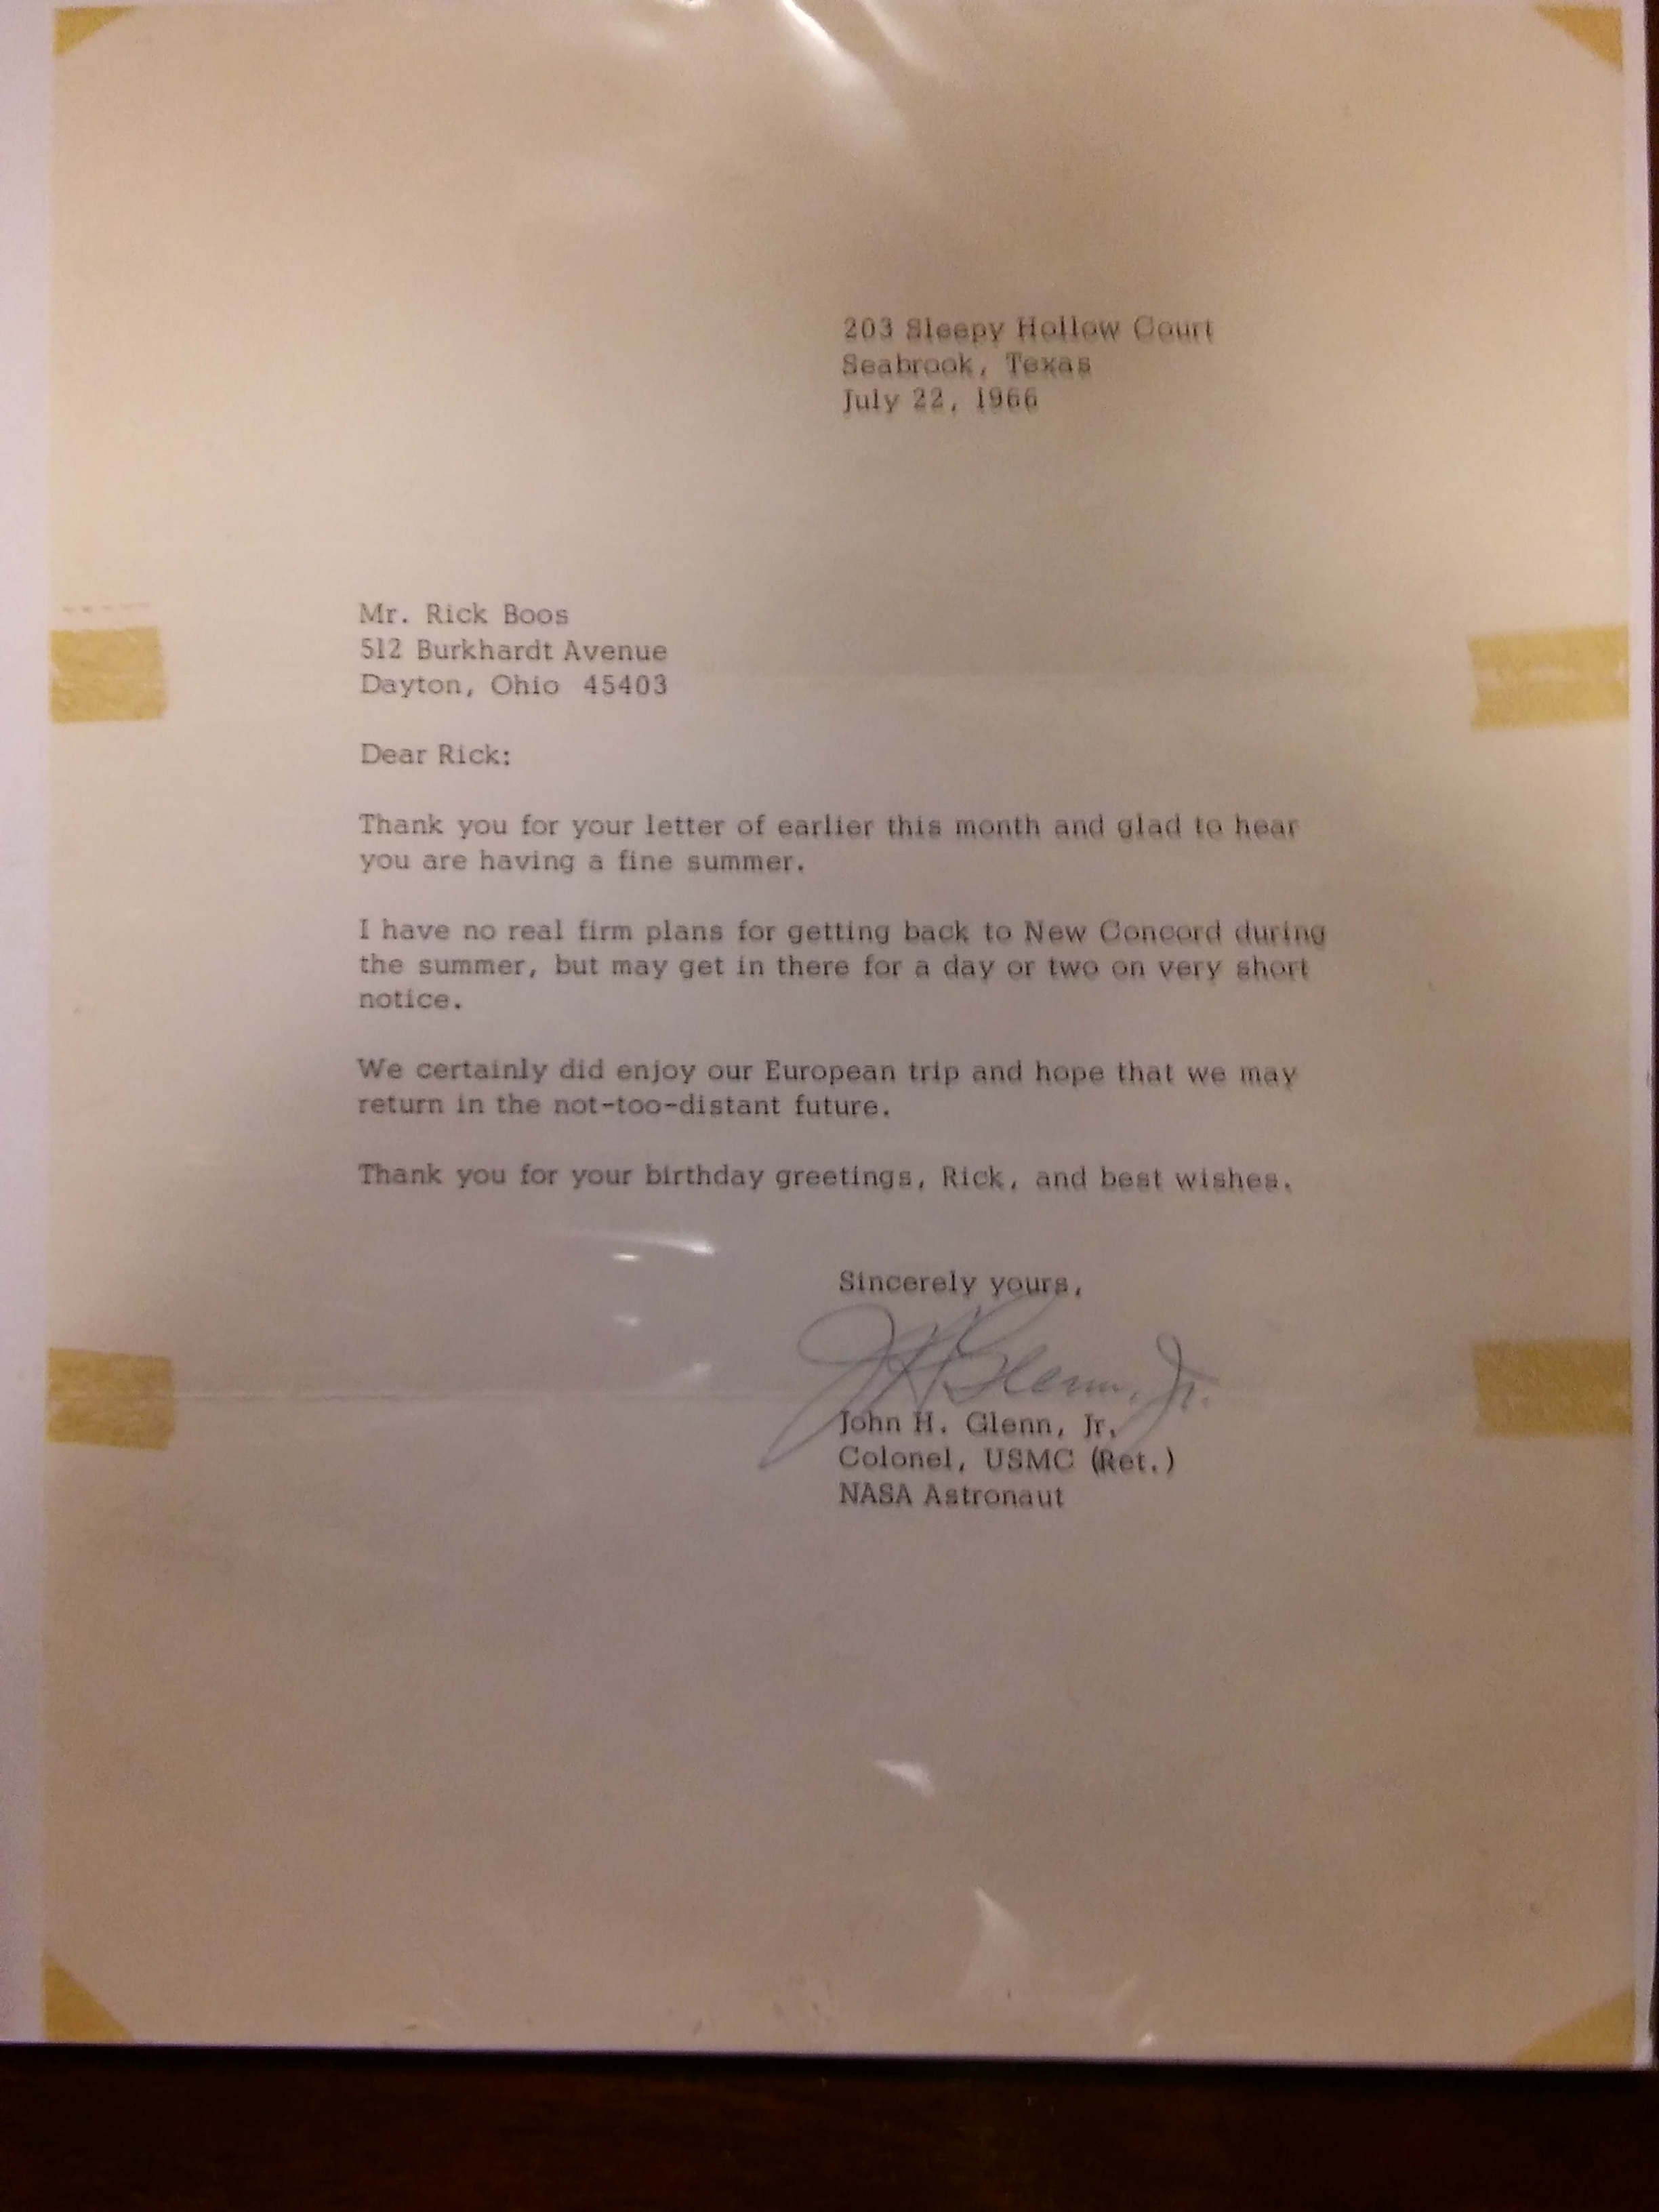 203 Sleepy Hollow Court
Seabrook, Texas
July 22, 1966
Mr. Rick Boos
512 Burkhardt Avenue
Dayton, Ohio  45403
Dear Rick:
Thank you for your letter of earlier this month and glad to hear
you are having a fine summer.
I have no real firm plans for getting back to New Concord during
the summer, but may get in there for a day or two on very short
notice.
We certainly did enjoy our European trip and hope that we may
return in the not-too-distant future.
Thank you for your birthday greetings, Rick, and best wishes.
Sincerely yours,
JHGlenn, Jr.
John H. Glenn, Jr.
Colonel, USMC (Ret.)
NASA Astronaut